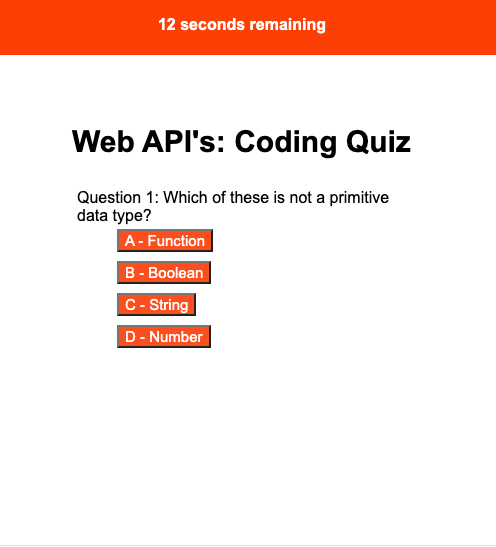 12 seconds remaining
Web API's: Coding Quiz
Question 1: Which of these is not a primitive
data type?
A - Function
B - Boolean
C - String
D - Number